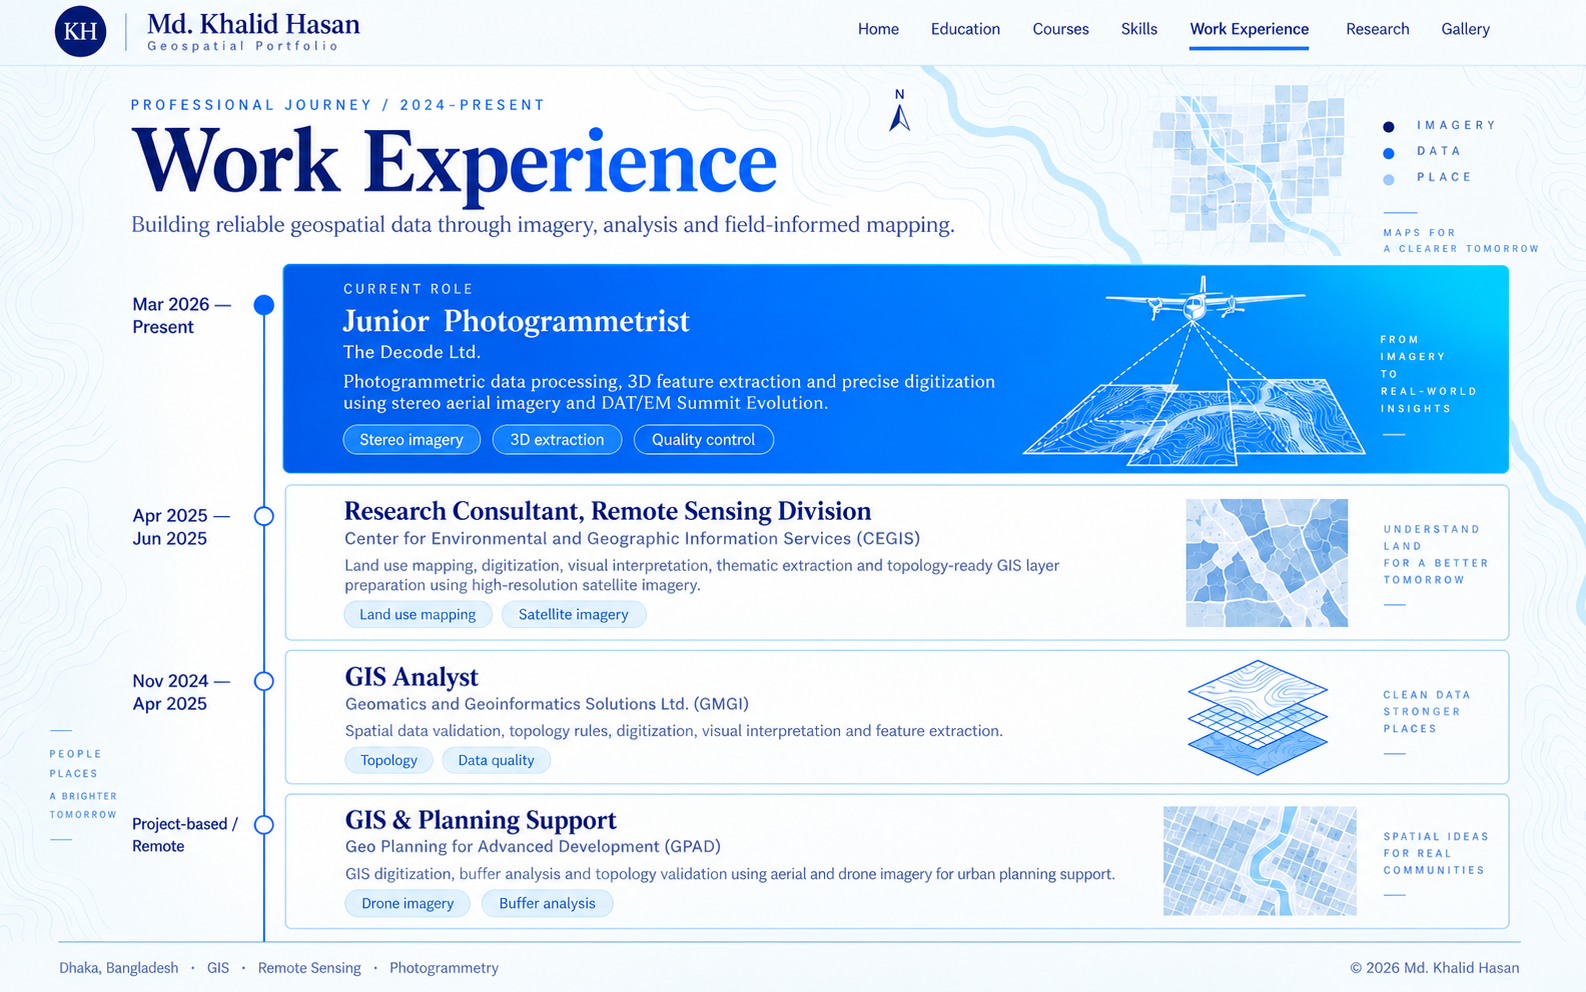 KH
Md. Khalid Hasan
Geospatial Portfolio
Home
Education
Courses
Skills
Work Experience
Research
Gallery
PROFESSIONAL JOURNEY / 2024-PRESENT
Work Experience
Building reliable geospatial data through imagery, analysis and field-informed mapping.
N
IMAGERY
DATA
PLACE
MAPS FOR
A CLEARER TOMORROW
Mar 2026 —
Present
CURRENT ROLE
Junior Photogrammetrist
The Decode Ltd.
Photogrammetric data processing, 3D feature extraction and precise digitization
using stereo aerial imagery and DAT/EM Summit Evolution.
Stereo imagery
3D extraction
Quality control
FROM
IMAGERY
TO
REAL-WORLD
INSIGHTS
Apr 2025 —
Jun 2025
Research Consultant, Remote Sensing Division
Center for Environmental and Geographic Information Services (CEGIS)
Land use mapping, digitization, visual interpretation, thematic extraction and topology-ready GIS layer
preparation using high-resolution satellite imagery.
Land use mapping
Satellite imagery
UNDERSTAND
LAND
FOR A BETTER
TOMORROW
Nov 2024 —
Apr 2025
GIS Analyst
Geomatics and Geoinformatics Solutions Ltd. (GMGI)
Spatial data validation, topology rules, digitization, visual interpretation and feature extraction.
Topology
Data quality
CLEAN DATA
STRONGER
PLACES
PEOPLE
PLACES
A BRIGHTER
TOMORROW
Project-based /
Remote
GIS & Planning Support
Geo Planning for Advanced Development (GPAD)
GIS digitization, buffer analysis and topology validation using aerial and drone imagery for urban planning support.
Drone imagery
Buffer analysis
SPATIAL IDEAS
FOR REAL
COMMUNITIES
Dhaka, Bangladesh · GIS · Remote Sensing · Photogrammetry
© 2026 Md. Khalid Hasan